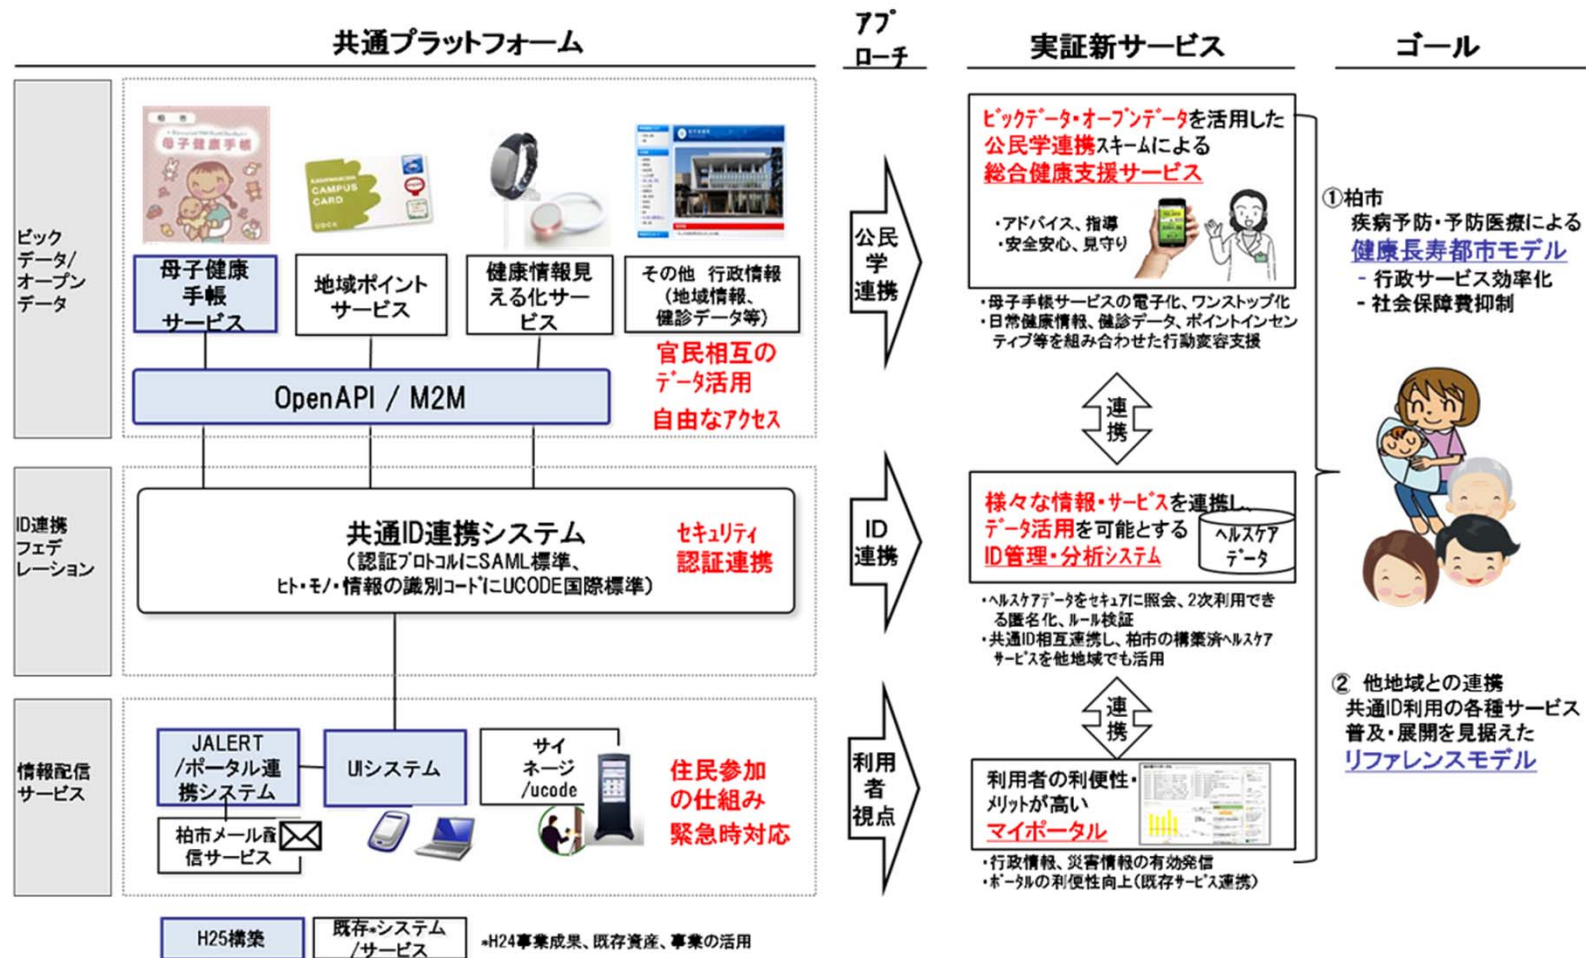 共通プラットフォーム
アプ
ローチ
実証新サービス
ゴール
ビック
データ/
オープン
データ
柏 市
母子健康手帳
CAMPUS
CARD
UDCK
母子健康
手帳
サービス
地域ポイント
サービス
健康情報見
える化サー
ビス
その他 行政情報
(地域情報、
健診データ等)
官民相互の
データ活用
自由なアクセス
OpenAPI / M2M
公民
学
連携
ビックデータ・オープンデータを活用した
公民学連携スキームによる
総合健康支援サービス
・アドバイス、指導
・安全安心、見守り
・母子手帳サービスの電子化、ワンストップ化
・日常健康情報、健診データ、ポイントインセン
ティブ等を組み合わせた行動変容支援
①柏市
疾病予防・予防医療による
健康長寿都市モデル
- 行政サービス効率化
- 社会保障費抑制
連
携
ID連携
フェデ
レーション
共通ID連携システム
(認証プロトコルにSAML標準、
ヒト・モノ・情報の識別コードにUCODE国際標準)
セキュリティ
認証連携
ID
連携
様々な情報・サービスを連携し、
データ活用を可能とする
ID管理・分析システム
ヘルスケア
データ
・ヘルスケアデータをセキュアに照会、2次利用でき
る匿名化、ルール検証
・共通ID相互連携し、柏市の構築済ヘルスケア
サービスを他地域でも活用
連
携
② 他地域との連携
共通ID利用の各種サービス
普及・展開を見据えた
リファレンスモデル
情報配信
サービス
JALERT
/ポータル連
携システム
UIシステム
サイ
ネージ
/ucode
柏市メール配
信サービス
住民参加
の仕組み
緊急時対応
利用
者
視点
利用者の利便性・
メリットが高い
マイポータル
・行政情報、災害情報の有効発信
・ポータルの利便性向上(既存サービス連携)
H25構築
既存*システム
/サービス
*H24事業成果、既存資産、事業の活用